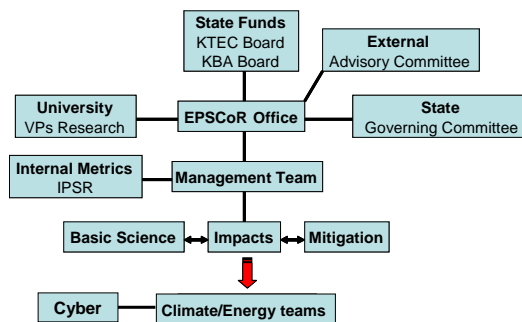 State Funds
KTEC Board
KBA Board
External
Advisory Committee
University
VPs Research
EPSCoR Office
State
Governing Committee
Internal Metrics
IPSR
Management Team
Basic Science
Impacts
Mitigation
Cyber
Climate/Energy teams